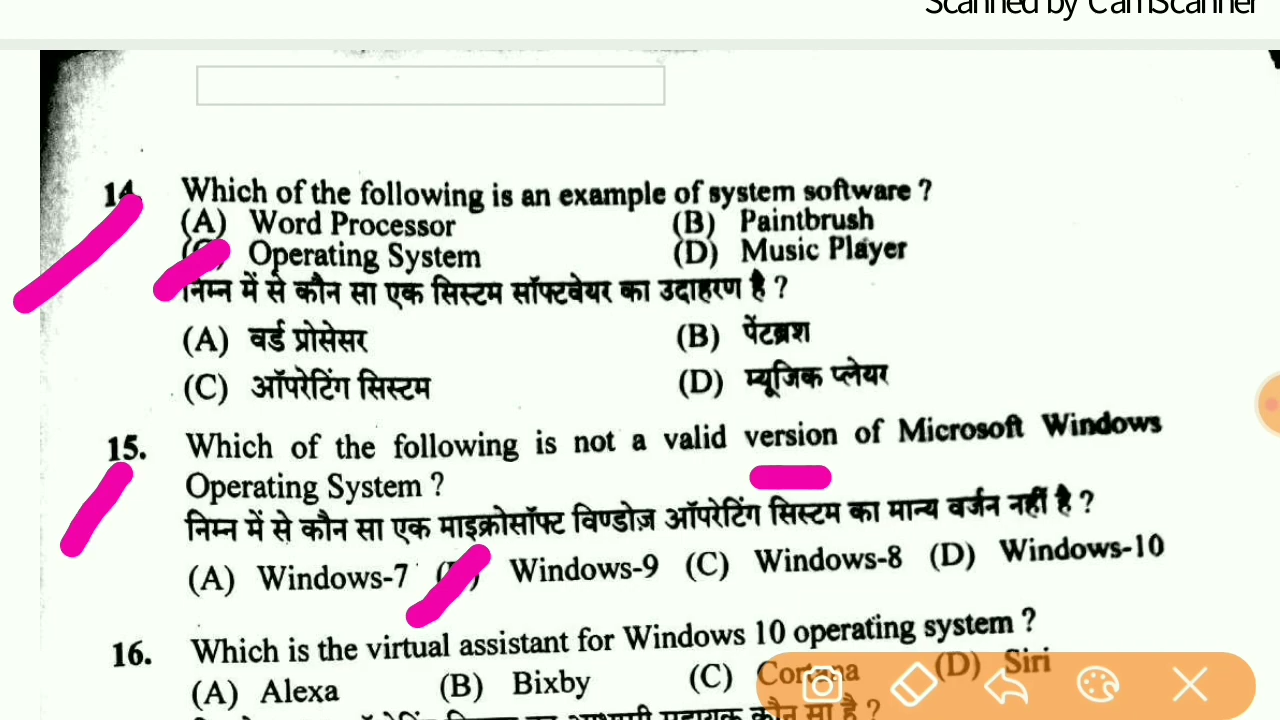 Scanned by CamScanner
14. Which of the following is an example of system software ?
(A) Word Processor (B) Paintbrush
Operating System (D) Music Player
निम्न में से कौन सा एक सिस्टम सॉफ्टवेयर का उदाहरण है ?
(A) वर्ड प्रोसेसर (B) पेंटब्रश
(C) ऑपरेटिंग सिस्टम (D) म्यूजिक प्लेयर
15. Which of the following is not a valid version of Microsoft Windows
Operating System ?
निम्न में से कौन सा एक माइक्रोसॉफ्ट विण्डोज़ ऑपरेटिंग सिस्टम का मान्य वर्जन नहीं है ?
(A) Windows-7 Windows-9 (C) Windows-8 (D) Windows-10
16. Which is the virtual assistant for Windows 10 operating system ?
(A) Alexa (B) Bixby (C) Cortana (D) Siri